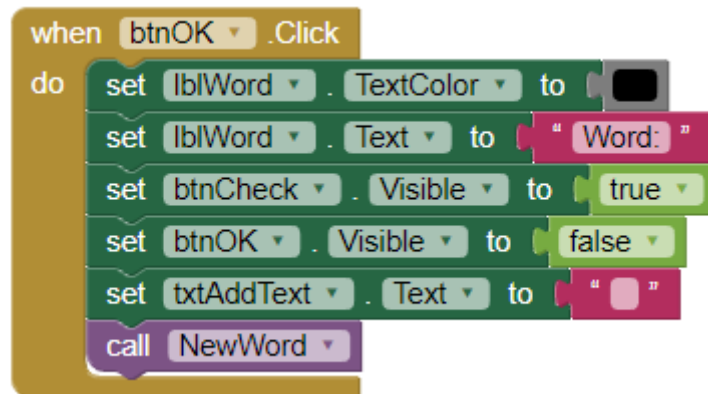 when btnOK .Click
do set lblWord . TextColor to
set lblWord . Text to " Word: "
set btnCheck . Visible to true
set btnOK . Visible to false
set txtAddText . Text to " "
call NewWord